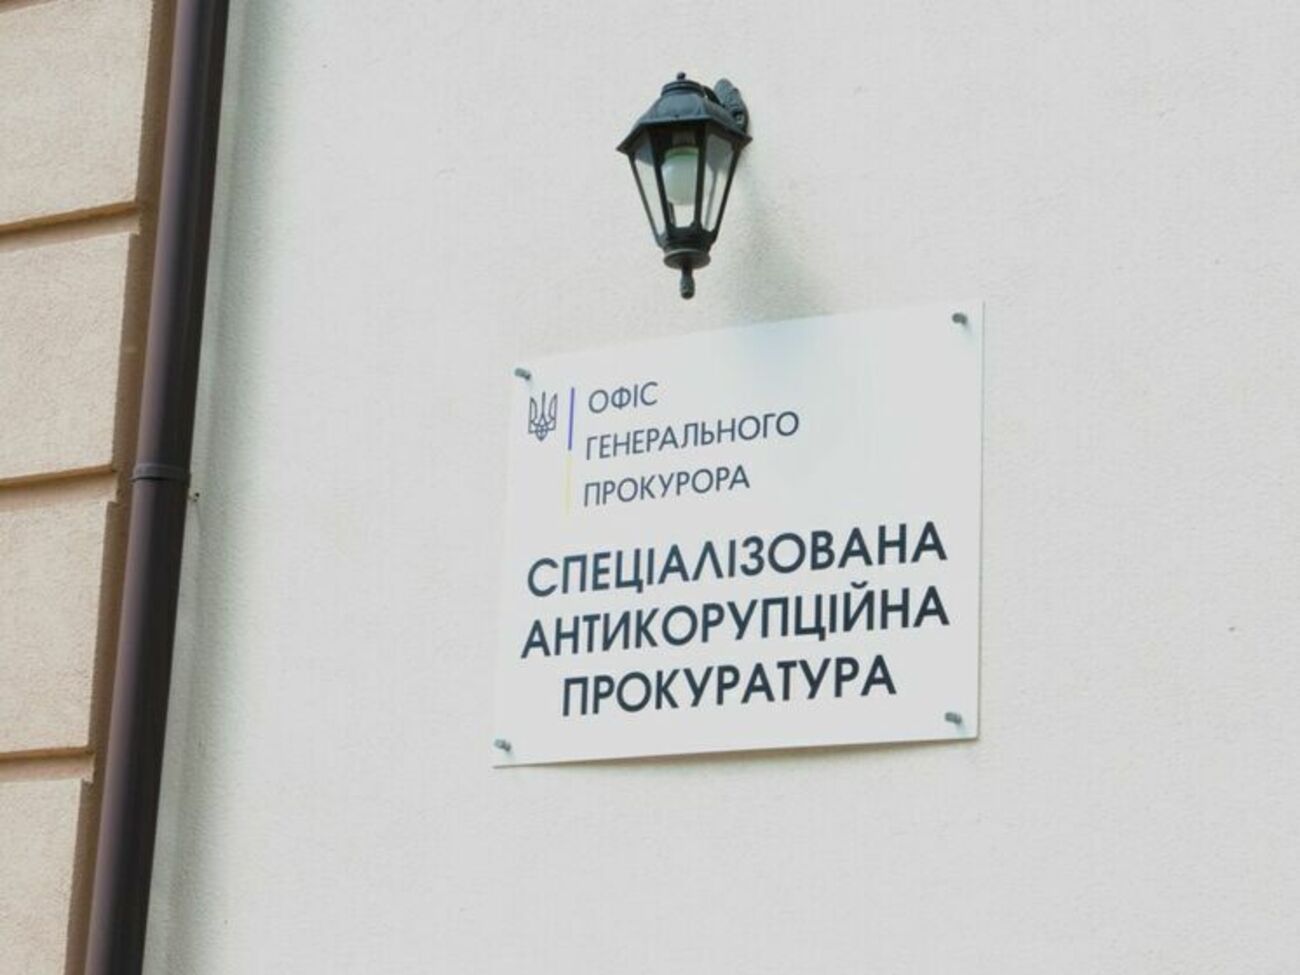 ОФІС
ГЕНЕРАЛЬНОГО
ПРОКУРОРА
СПЕЦІАЛІЗОВАНА
АНТИКОРУПЦІЙНА
ПРОКУРАТУРА